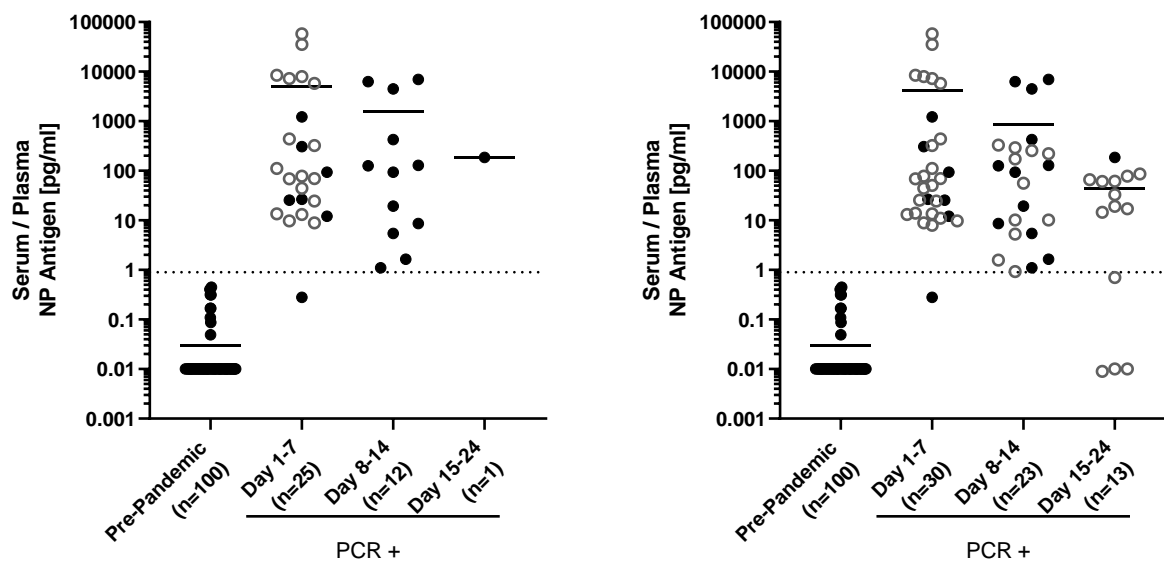 100000
10000
1000
100
10
1
0.1
0.01
0.001
Serum / Plasma
NP Antigen [pg/ml]
Pre-Pandemic
(n=100)
Day 1-7
(n=25)
Day 8-14
(n=12)
Day 15-24
(n=1)
PCR +
100000
10000
1000
100
10
1
0.1
0.01
0.001
Serum / Plasma
NP Antigen [pg/ml]
Pre-Pandemic
(n=100)
Day 1-7
(n=30)
Day 8-14
(n=23)
Day 15-24
(n=13)
PCR +